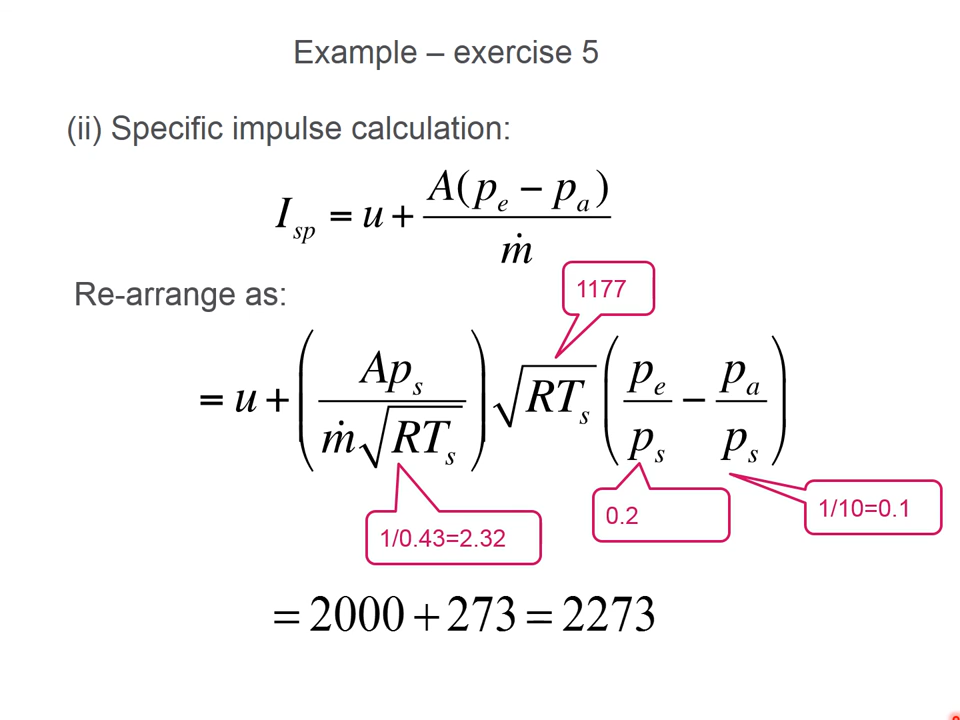 Example – exercise 5
(ii) Specific impulse calculation:
I_sp = u + A(p_e − p_a) / ṁ
Re-arrange as:
1177
= u + (Ap_s / ṁ√RT_s) √RT_s (p_e / p_s − p_a / p_s)
1/0.43=2.32
0.2
1/10=0.1
= 2000 + 273 = 2273